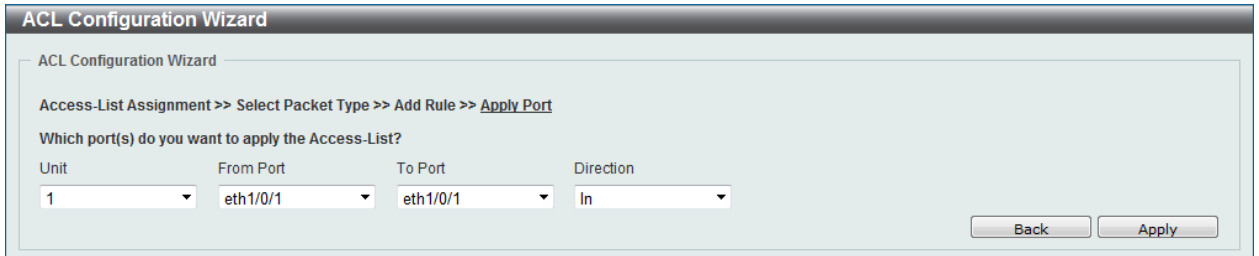 ACL Configuration Wizard
ACL Configuration Wizard
Access-List Assignment >> Select Packet Type >> Add Rule >> Apply Port
Which port(s) do you want to apply the Access-List?
Unit From Port To Port Direction
1 eth1/0/1 eth1/0/1 In
Back Apply